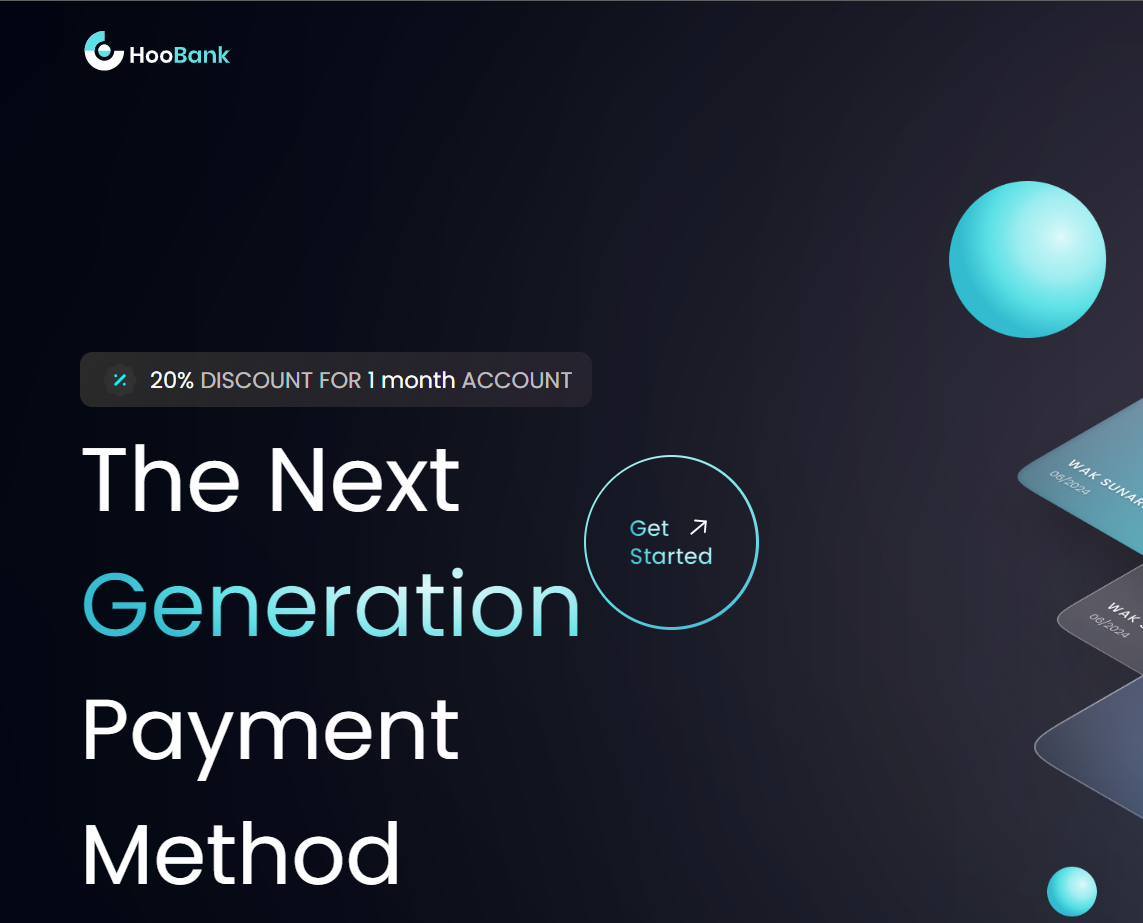 HooBank
20% DISCOUNT FOR 1 month ACCOUNT
The Next
Generation
Payment
Method
Get
Started
WAK
06/2024
WAK
06/2024